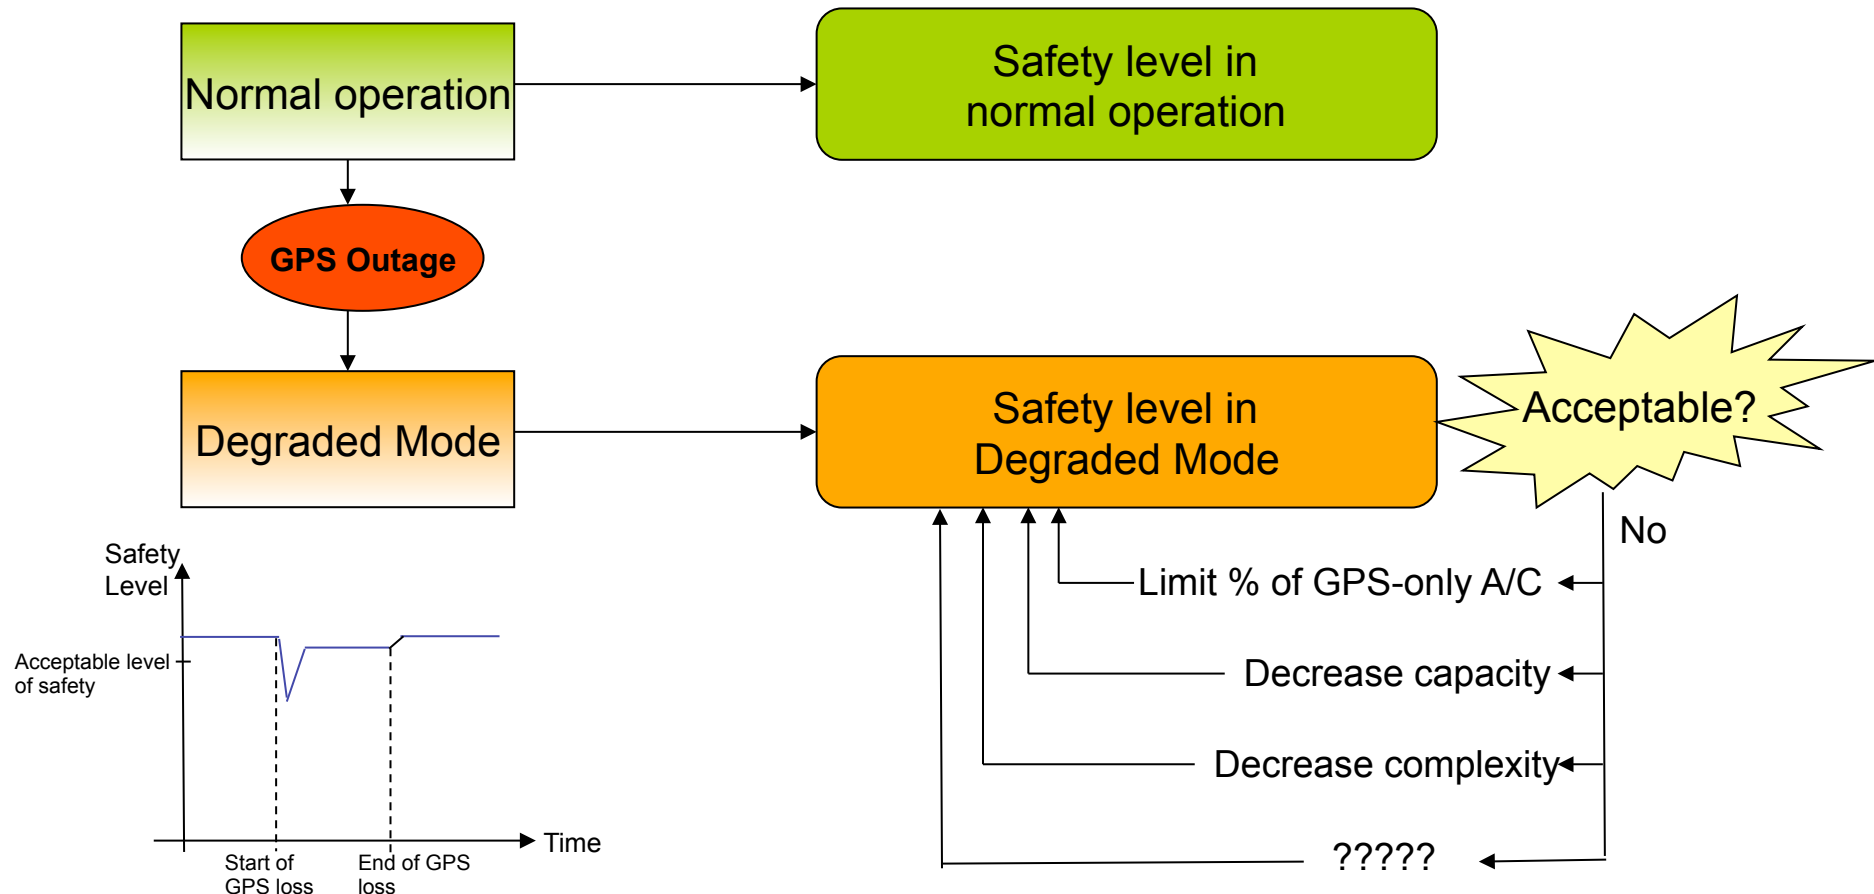 Normal operation
Safety level in
normal operation
GPS Outage
Degraded Mode
Safety level in
Degraded Mode
Acceptable?
No
Limit % of GPS-only A/C
Decrease capacity
Decrease complexity
?????
Safety
Level
Acceptable level
of safety
Time
Start of
GPS loss
End of GPS
loss